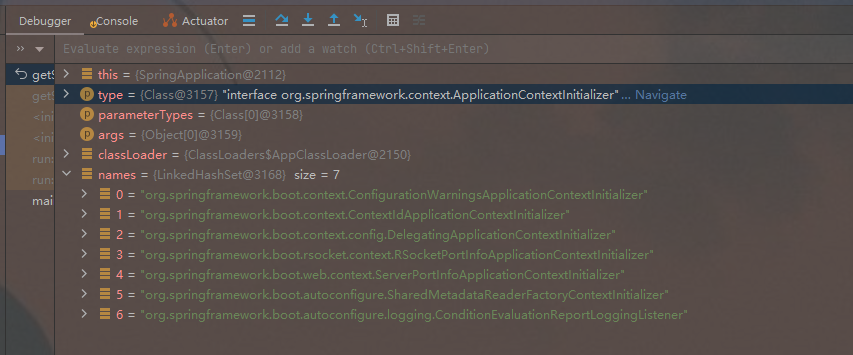 Debugger Console Actuator
Evaluate expression (Enter) or add a watch (Ctrl+Shift+Enter)
this = {SpringApplication@2112}
getS
type = {Class@3157} "interface org.springframework.context.ApplicationContextInitializer"... Navigate
getS
parameterTypes = {Class[0]@3158}
<ini
args = {Object[0]@3159}
<ini
classLoader = {ClassLoaders$AppClassLoader@2150}
run:
names = {LinkedHashSet@3168} size = 7
run:
0 = "org.springframework.boot.context.ConfigurationWarningsApplicationContextInitializer"
mai
1 = "org.springframework.boot.context.ContextIdApplicationContextInitializer"
2 = "org.springframework.boot.context.config.DelegatingApplicationContextInitializer"
3 = "org.springframework.boot.rsocket.context.RSocketPortInfoApplicationContextInitializer"
4 = "org.springframework.boot.web.context.ServerPortInfoApplicationContextInitializer"
5 = "org.springframework.boot.autoconfigure.SharedMetadataReaderFactoryContextInitializer"
6 = "org.springframework.boot.autoconfigure.logging.ConditionEvaluationReportLoggingListener"